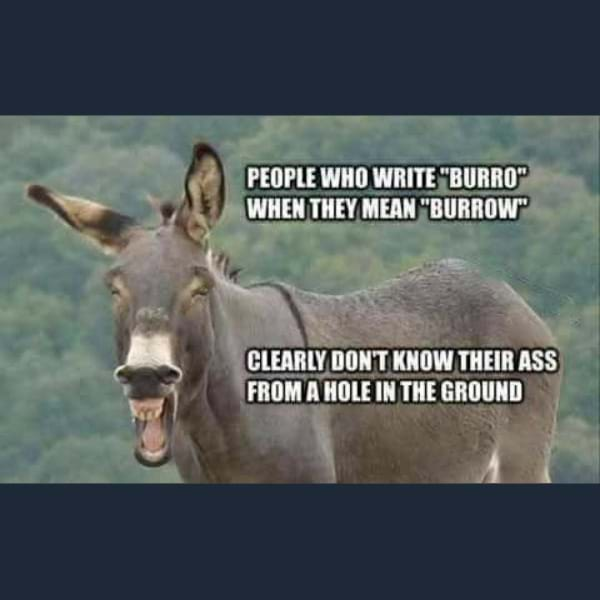 PEOPLE WHO WRITE "BURRO"
WHEN THEY MEAN "BURROW"
CLEARLY DON'T KNOW THEIR ASS
FROM A HOLE IN THE GROUND